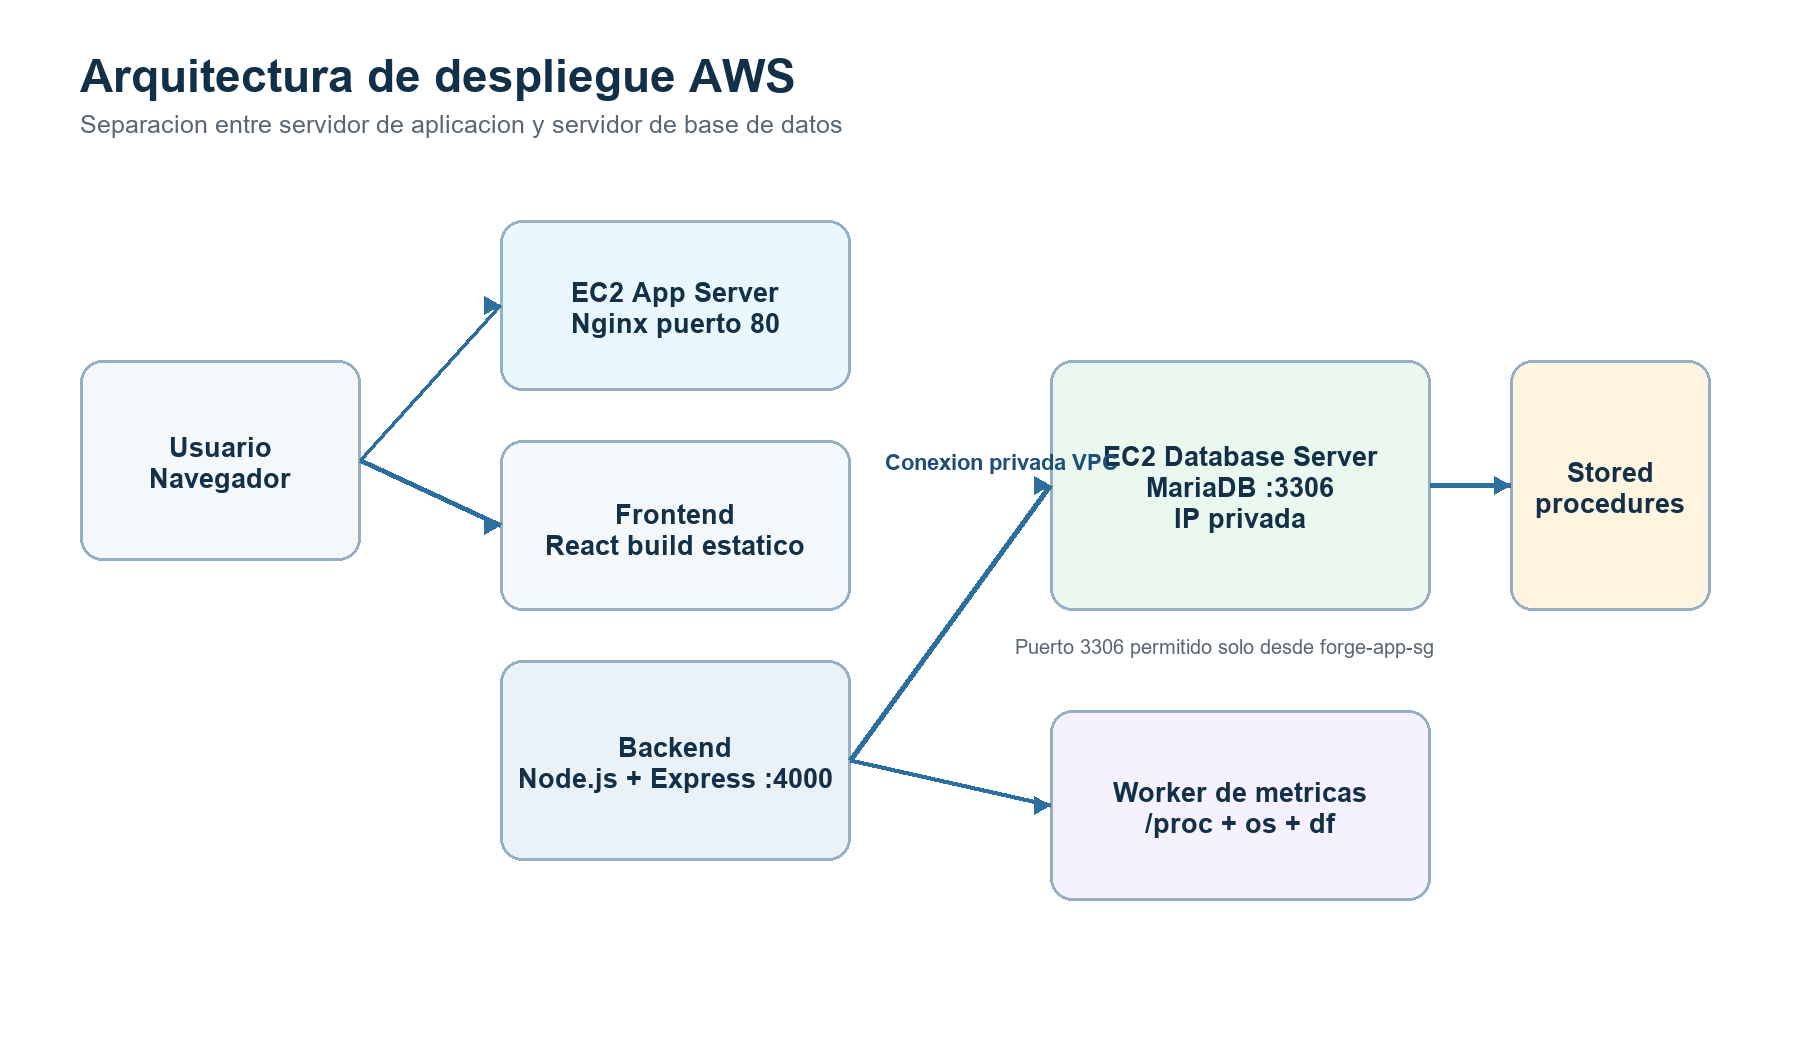 Arquitectura de despliegue AWS
Separacion entre servidor de aplicacion y servidor de base de datos
EC2 App Server
Nginx puerto 80
Usuario
Navegador
Frontend
React build estatico
Conexion privada VPC
EC2 Database Server
MariaDB :3306
IP privada
Stored
procedures
Puerto 3306 permitido solo desde forge-app-sg
Backend
Node.js + Express :4000
Worker de metricas
/proc + os + df